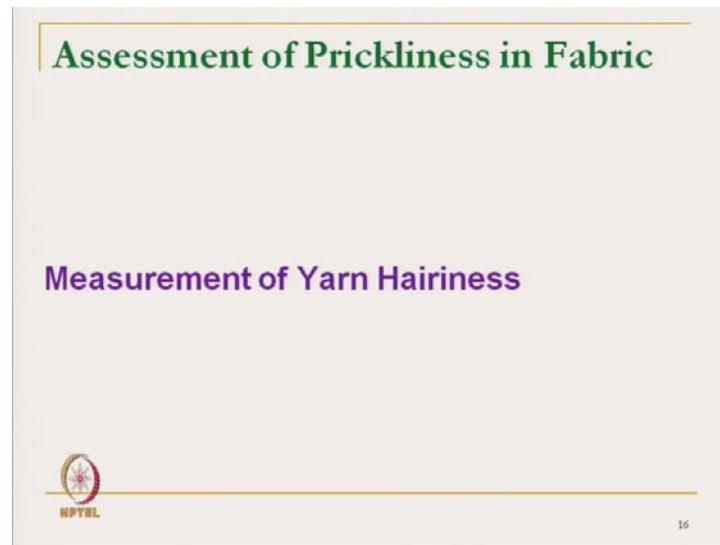 Assessment of Prickliness in Fabric
Measurement of Yarn Hairiness
NPTEL
16